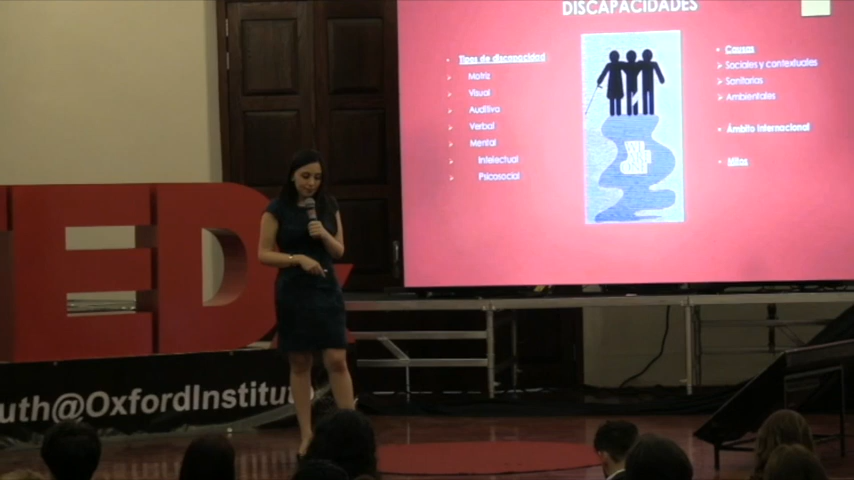 DISCAPACIDADES
Tipos de discapacidad
Motriz
Visual
Auditiva
Verbal
Mental
Intelectual
Psicosocial
Causas
Sociales y contextuales
Sanitarias
Ambientales
Ámbito Internacional
Mitos
TED
uth@OxfordInstitut